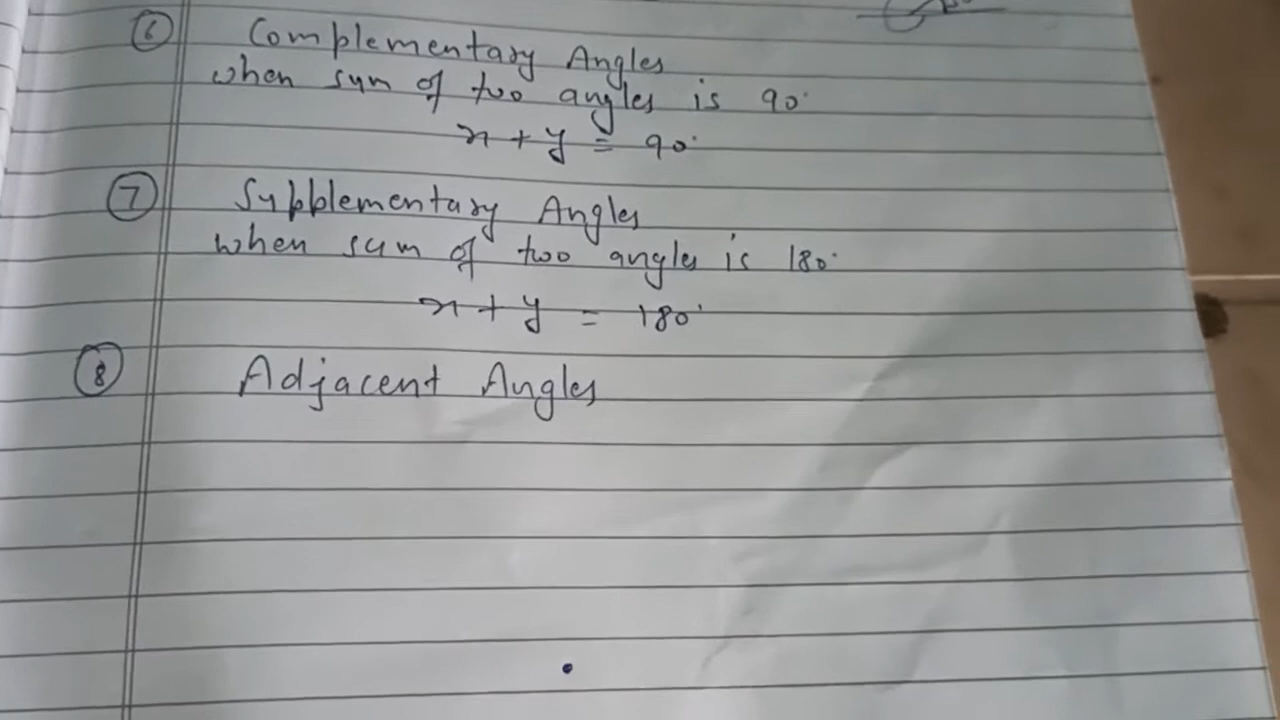 6 Complementary Angles
when sum of two angles is 90°
x + y = 90°
7 Supplementary Angles
when sum of two angles is 180°
x + y = 180°
8 Adjacent Angles